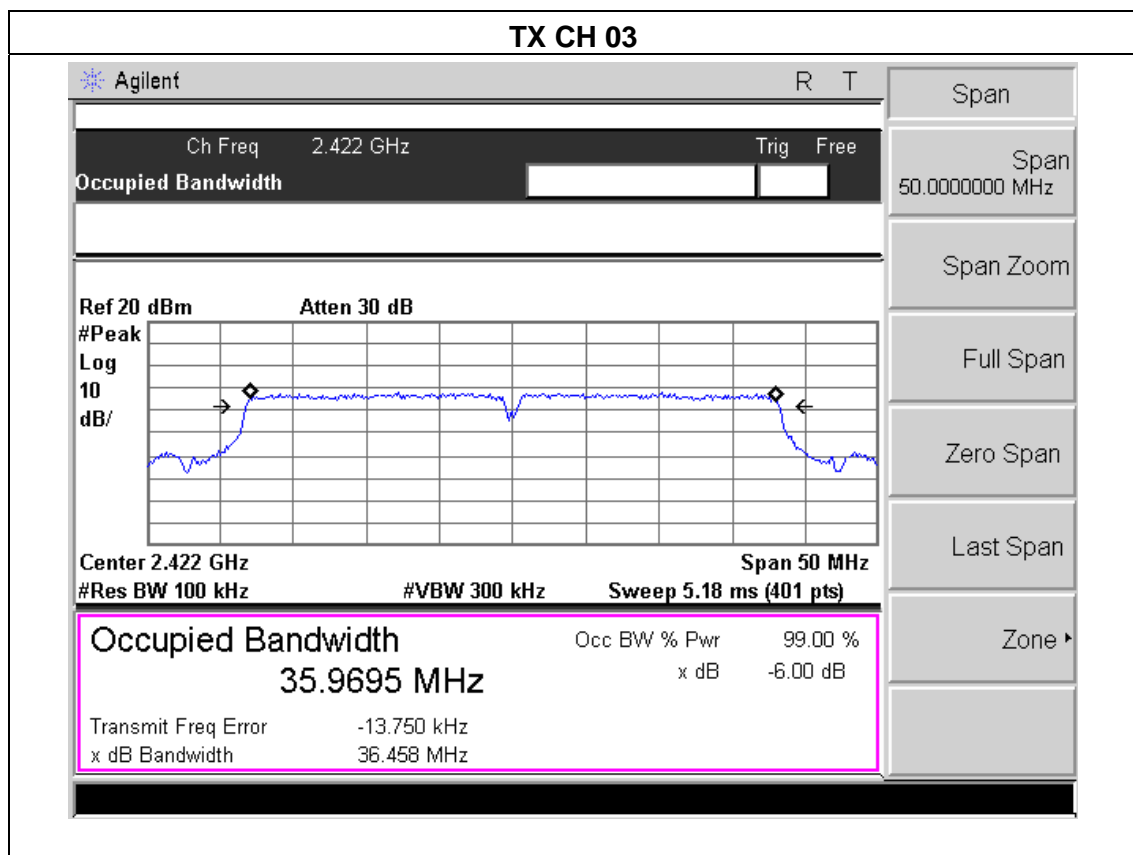 TX CH 03
Agilent R T
Ch Freq 2.422 GHz Trig Free
Occupied Bandwidth
Ref 20 dBm Atten 30 dB
#Peak
Log
10
dB/
Center 2.422 GHz Span 50 MHz
#Res BW 100 kHz #VBW 300 kHz Sweep 5.18 ms (401 pts)
Occupied Bandwidth Occ BW % Pwr 99.00 %
35.9695 MHz x dB -6.00 dB
Transmit Freq Error -13.750 kHz
x dB Bandwidth 36.458 MHz
Span
Span
50.0000000 MHz
Span Zoom
Full Span
Zero Span
Last Span
Zone